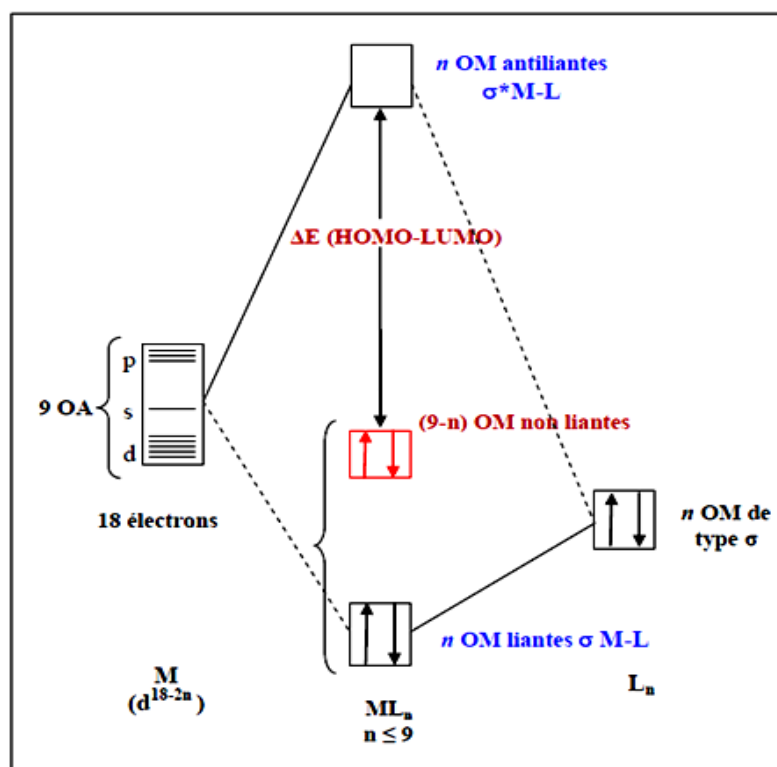 n OM antiliantes
σ*M-L
ΔE (HOMO-LUMO)
9 OA
p
s
d
(9-n) OM non liantes
18 électrons
n OM de
type σ
n OM liantes σ M-L
M
(d¹⁸⁻²ⁿ)
MLₙ
n ≤ 9
Lₙ